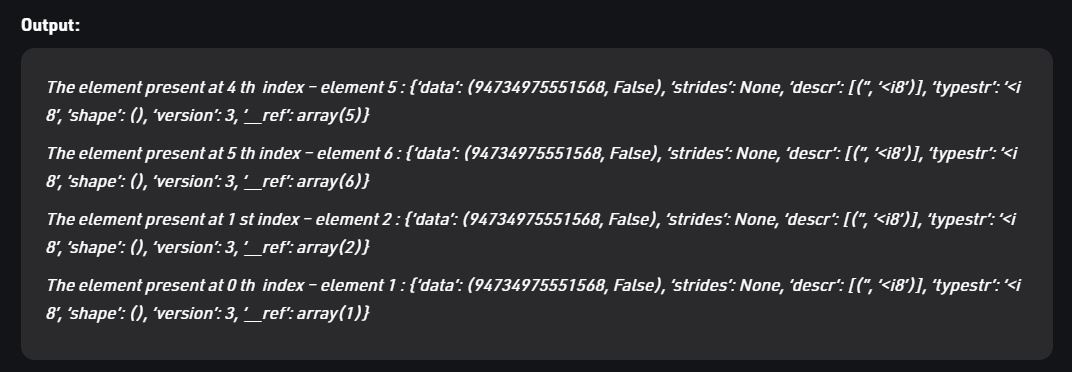 Output:
The element present at 4 th  index – element 5 : {‘data’: (94734975551568, False), ‘strides’: None, ‘descr’: [(”, ‘<i8’)], ‘typestr’: ‘<i
8’, ‘shape’: (), ‘version’: 3, ‘__ref’: array(5)}
The element present at 5 th index – element 6 : {‘data’: (94734975551568, False), ‘strides’: None, ‘descr’: [(”, ‘<i8’)], ‘typestr’: ‘<i
8’, ‘shape’: (), ‘version’: 3, ‘__ref’: array(6)}
The element present at 1 st index – element 2 : {‘data’: (94734975551568, False), ‘strides’: None, ‘descr’: [(”, ‘<i8’)], ‘typestr’: ‘<i
8’, ‘shape’: (), ‘version’: 3, ‘__ref’: array(2)}
The element present at 0 th  index – element 1 : {‘data’: (94734975551568, False), ‘strides’: None, ‘descr’: [(”, ‘<i8’)], ‘typestr’: ‘<i
8’, ‘shape’: (), ‘version’: 3, ‘__ref’: array(1)}